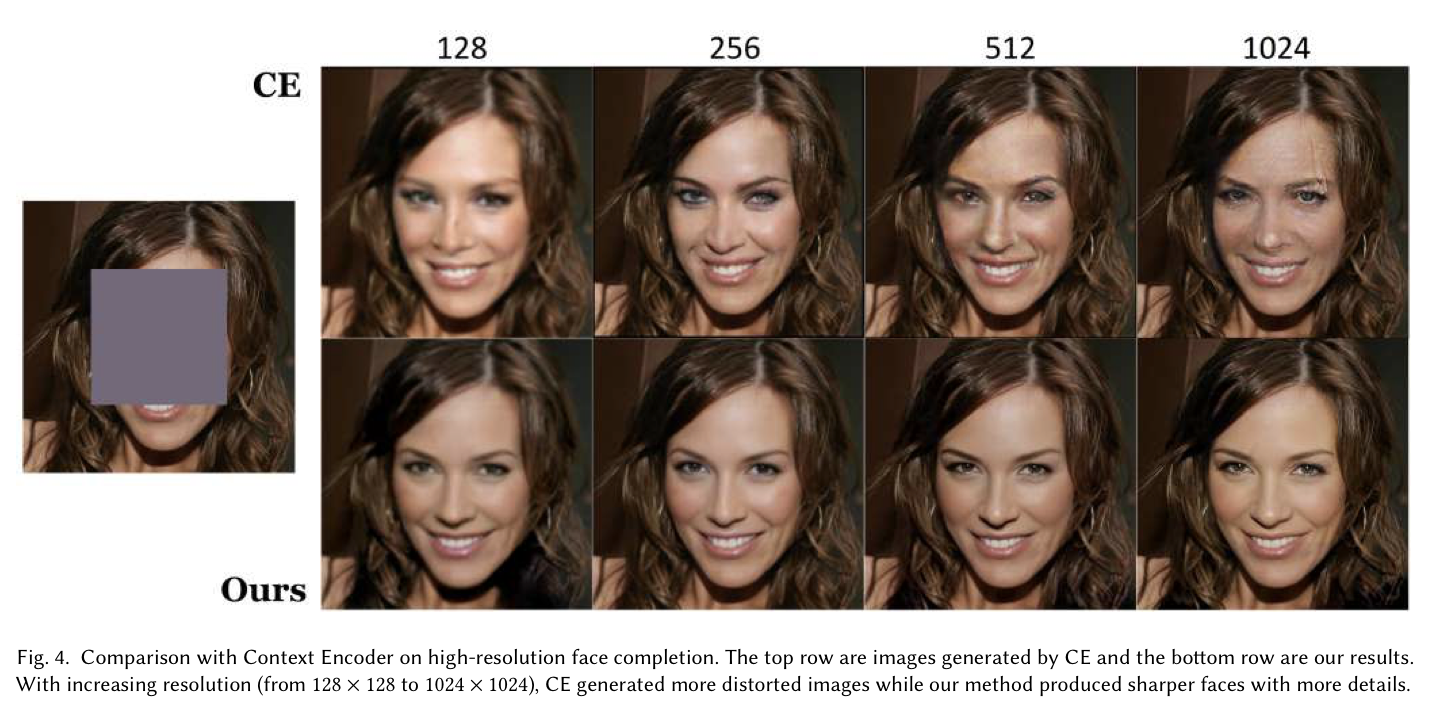 128 256 512 1024
CE
Ours
Fig. 4. Comparison with Context Encoder on high-resolution face completion. The top row are images generated by CE and the bottom row are our results.
With increasing resolution (from 128 × 128 to 1024 × 1024), CE generated more distorted images while our method produced sharper faces with more details.